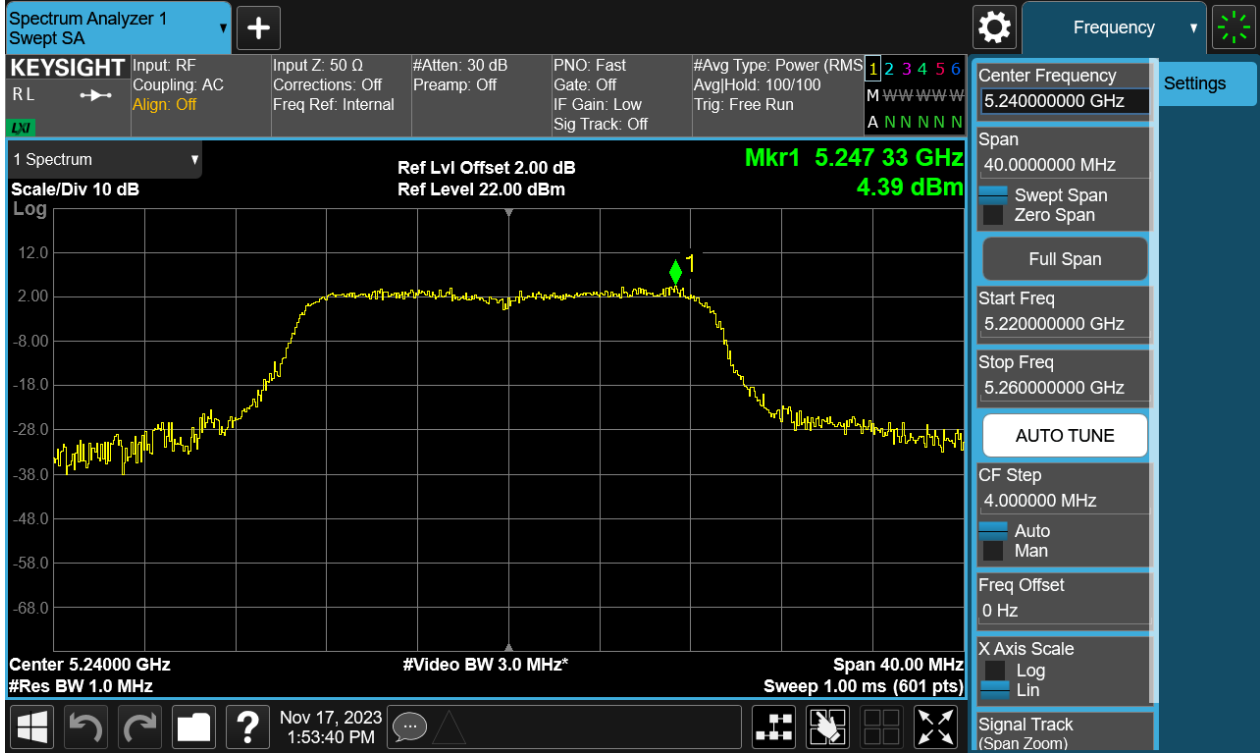 Spectrum Analyzer 1
Swept SA
Frequency
KEYSIGHT
R L
LXI
Input: RF
Coupling: AC
Align: Off
Input Z: 50 Ω
Corrections: Off
Freq Ref: Internal
#Atten: 30 dB
Preamp: Off
PNO: Fast
Gate: Off
IF Gain: Low
Sig Track: Off
#Avg Type: Power (RMS
Avg|Hold: 100/100
Trig: Free Run
1 2 3 4 5 6
M W W W W W
A N N N N N
1 Spectrum
Scale/Div 10 dB
Log
Ref Lvl Offset 2.00 dB
Ref Level 22.00 dBm
Mkr1 5.247 33 GHz
4.39 dBm
1
12.0
2.00
-8.00
-18.0
-28.0
-38.0
-48.0
-58.0
-68.0
Center 5.24000 GHz
#Res BW 1.0 MHz
#Video BW 3.0 MHz*
Span 40.00 MHz
Sweep 1.00 ms (601 pts)
Nov 17, 2023
1:53:40 PM
Center Frequency
5.240000000 GHz
Span
40.0000000 MHz
Swept Span
Zero Span
Full Span
Start Freq
5.220000000 GHz
Stop Freq
5.260000000 GHz
AUTO TUNE
CF Step
4.000000 MHz
Auto
Man
Freq Offset
0 Hz
X Axis Scale
Log
Lin
Signal Track
(Span Zoom)
Settings